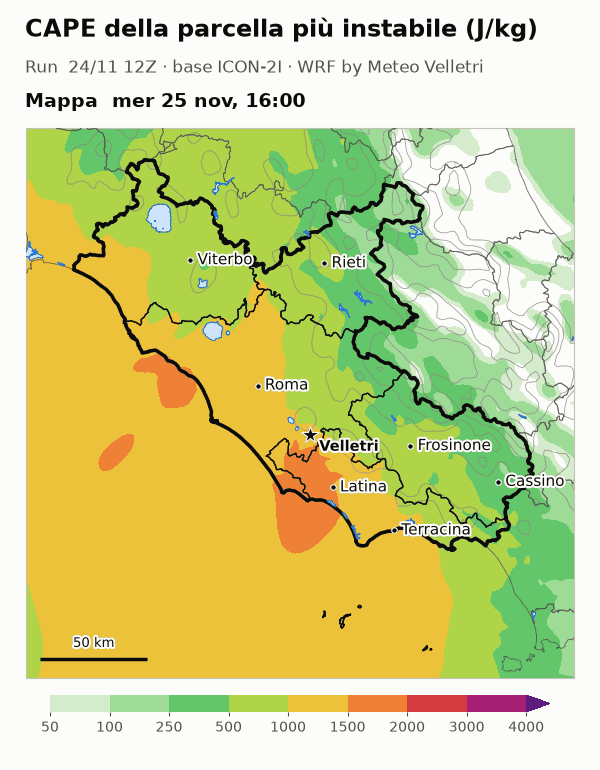 CAPE della parcella più instabile (J/kg)
Run  24/11 12Z · base ICON-2I · WRF by Meteo Velletri
Mappa  mer 25 nov, 16:00
Viterbo
Rieti
Roma
Velletri
Frosinone
Cassino
Latina
Terracina
50 km
50 100 250 500 1000 1500 2000 3000 4000